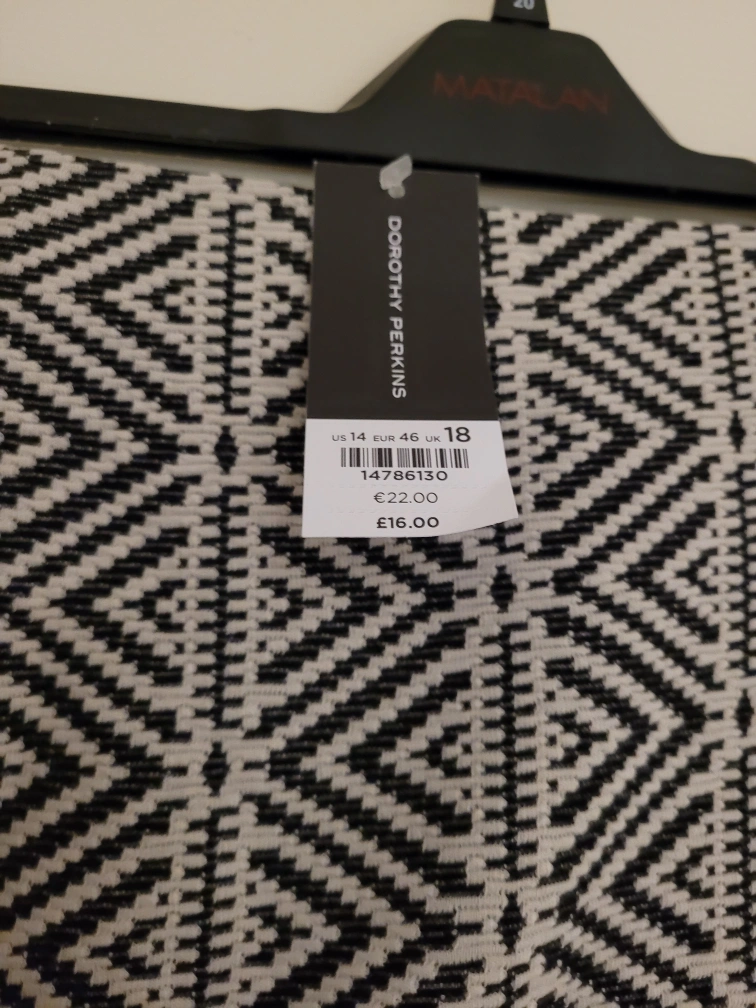 20
MATALAN
DOROTHY PERKINS
US 14 EUR 46 UK 18
14786130
€22.00
£16.00